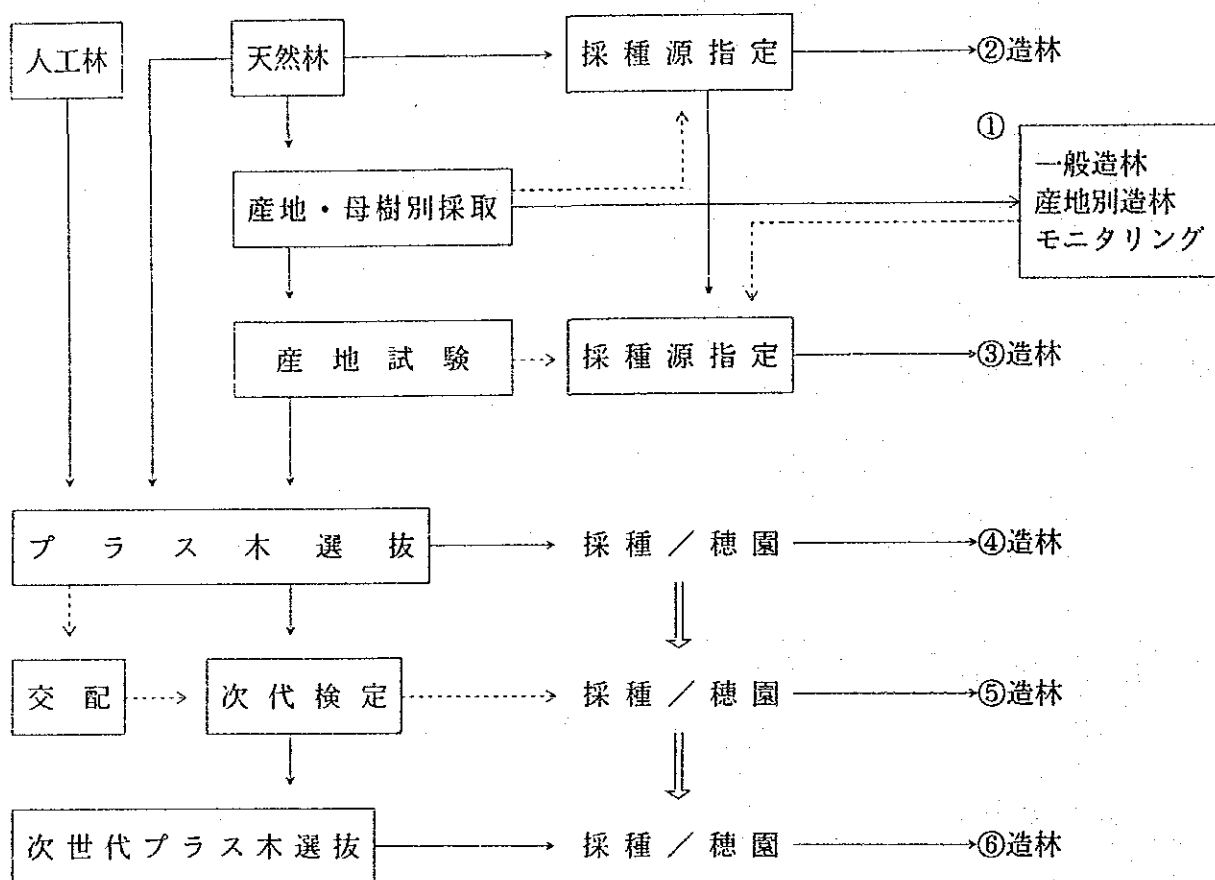 人工林
天然林
採種源指定
②造林
①
一般造林
産地別造林
モニタリング
産地・母樹別採取
産地試験
採種源指定
③造林
プラス木選抜
採種／穂園
④造林
交配
次代検定
採種／穂園
⑤造林
次世代プラス木選抜
採種／穂園
⑥造林